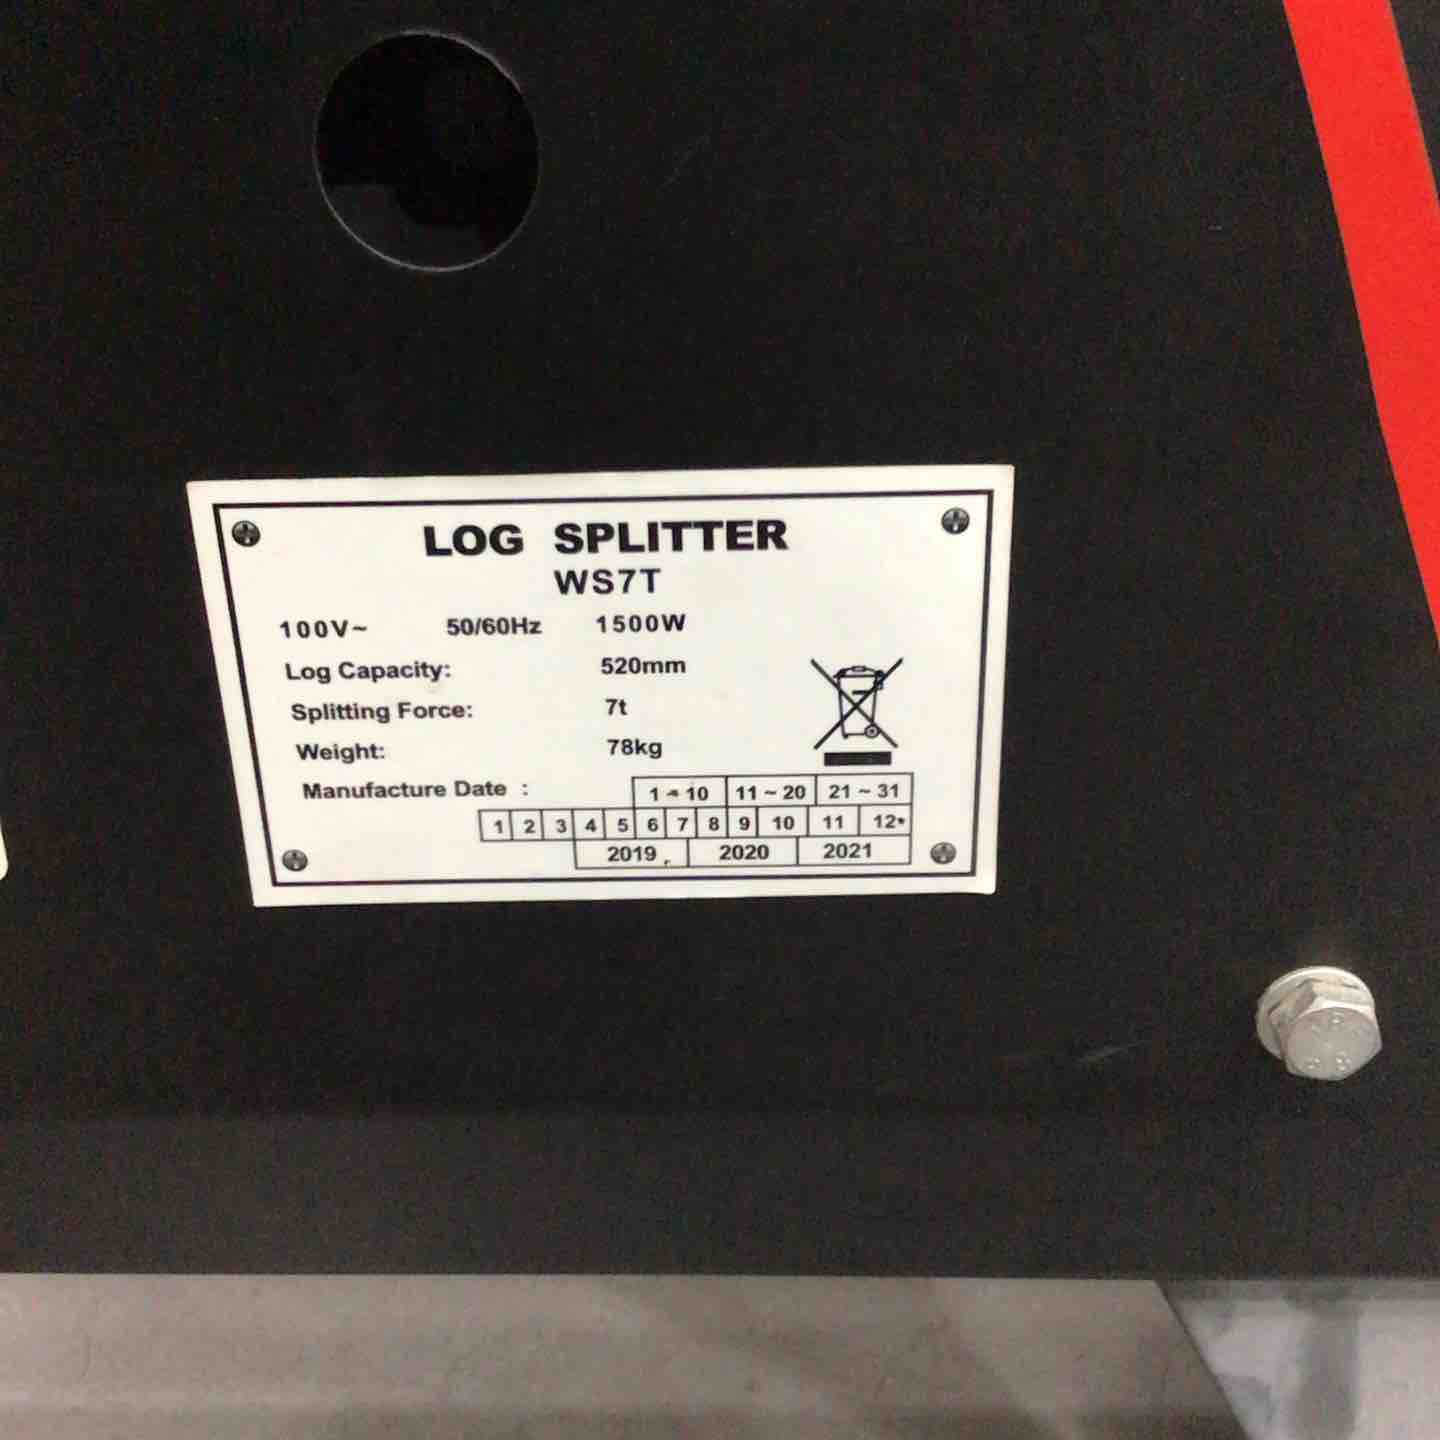 LOG SPLITTER
WS7T
100V~ 50/60Hz 1500W
Log Capacity: 520mm
Splitting Force: 7t
Weight: 78kg
Manufacture Date : 1~10 11~20 21~31
1 2 3 4 5 6 7 8 9 10 11 12
2019 2020 2021